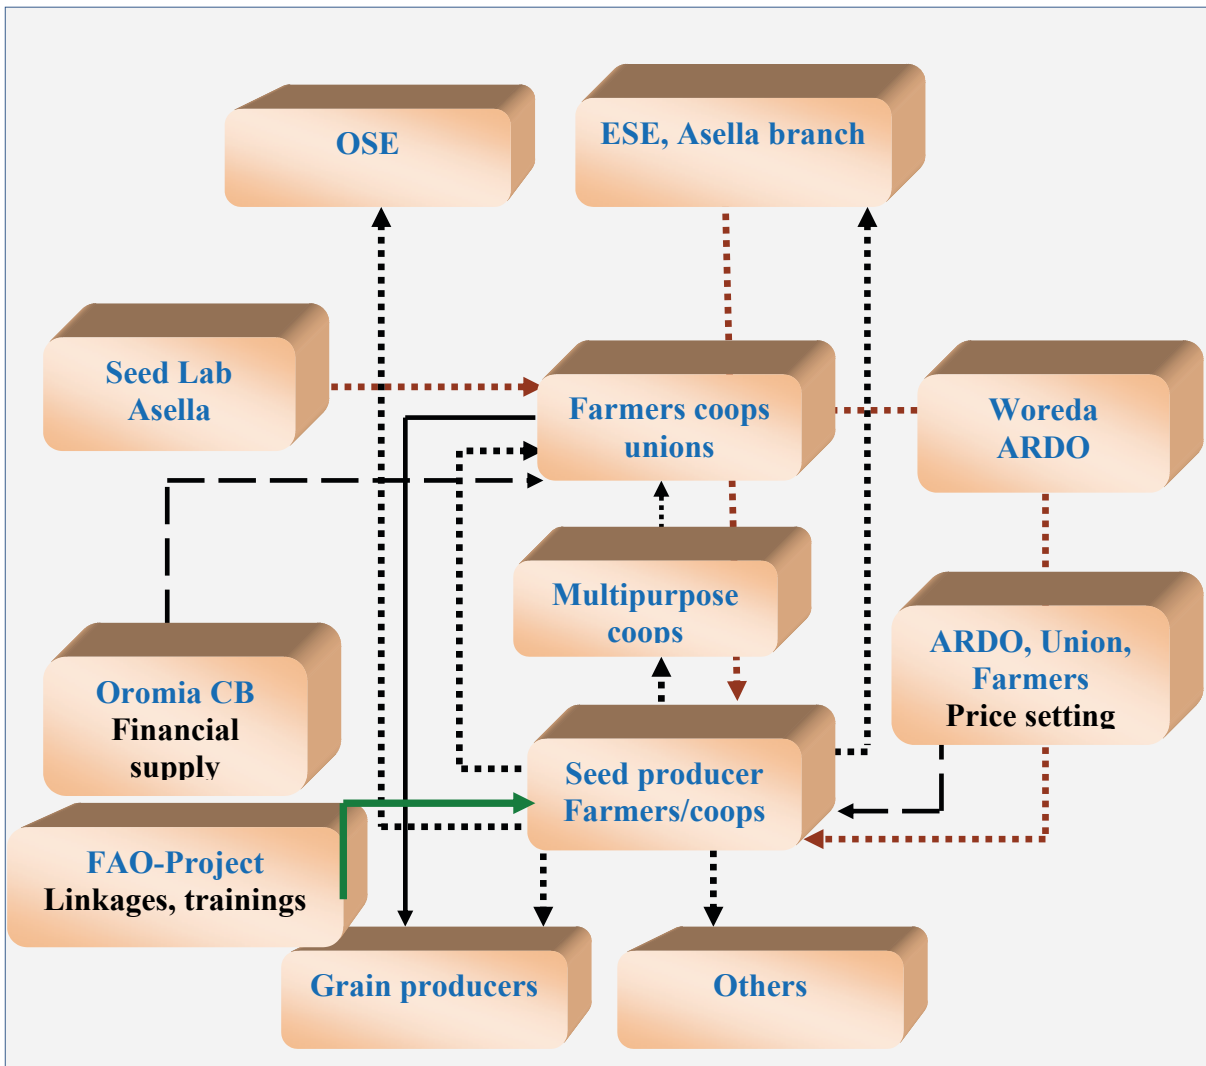 OSE
ESE, Asella branch
Seed Lab
Asella
Farmers coops
unions
Woreda
ARDO
Multipurpose
coops
ARDO, Union,
Farmers
Price setting
Oromia CB
Financial
supply
Seed producer
Farmers/coops
FAO-Project
Linkages, trainings
Grain producers
Others